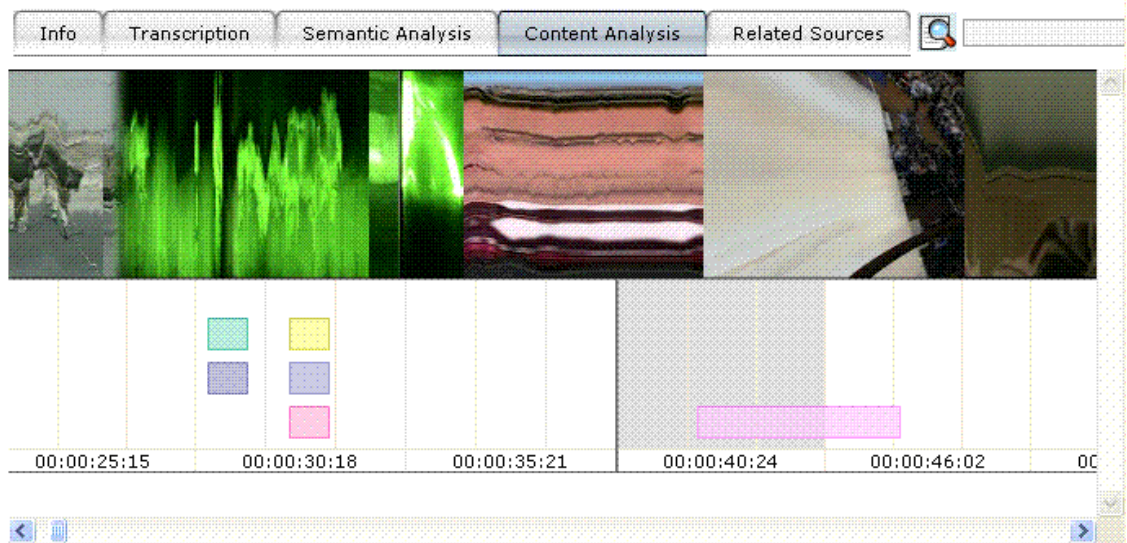 Info Transcription Semantic Analysis Content Analysis Related Sources
00:00:25:15 00:00:30:18 00:00:35:21 00:00:40:24 00:00:46:02 00